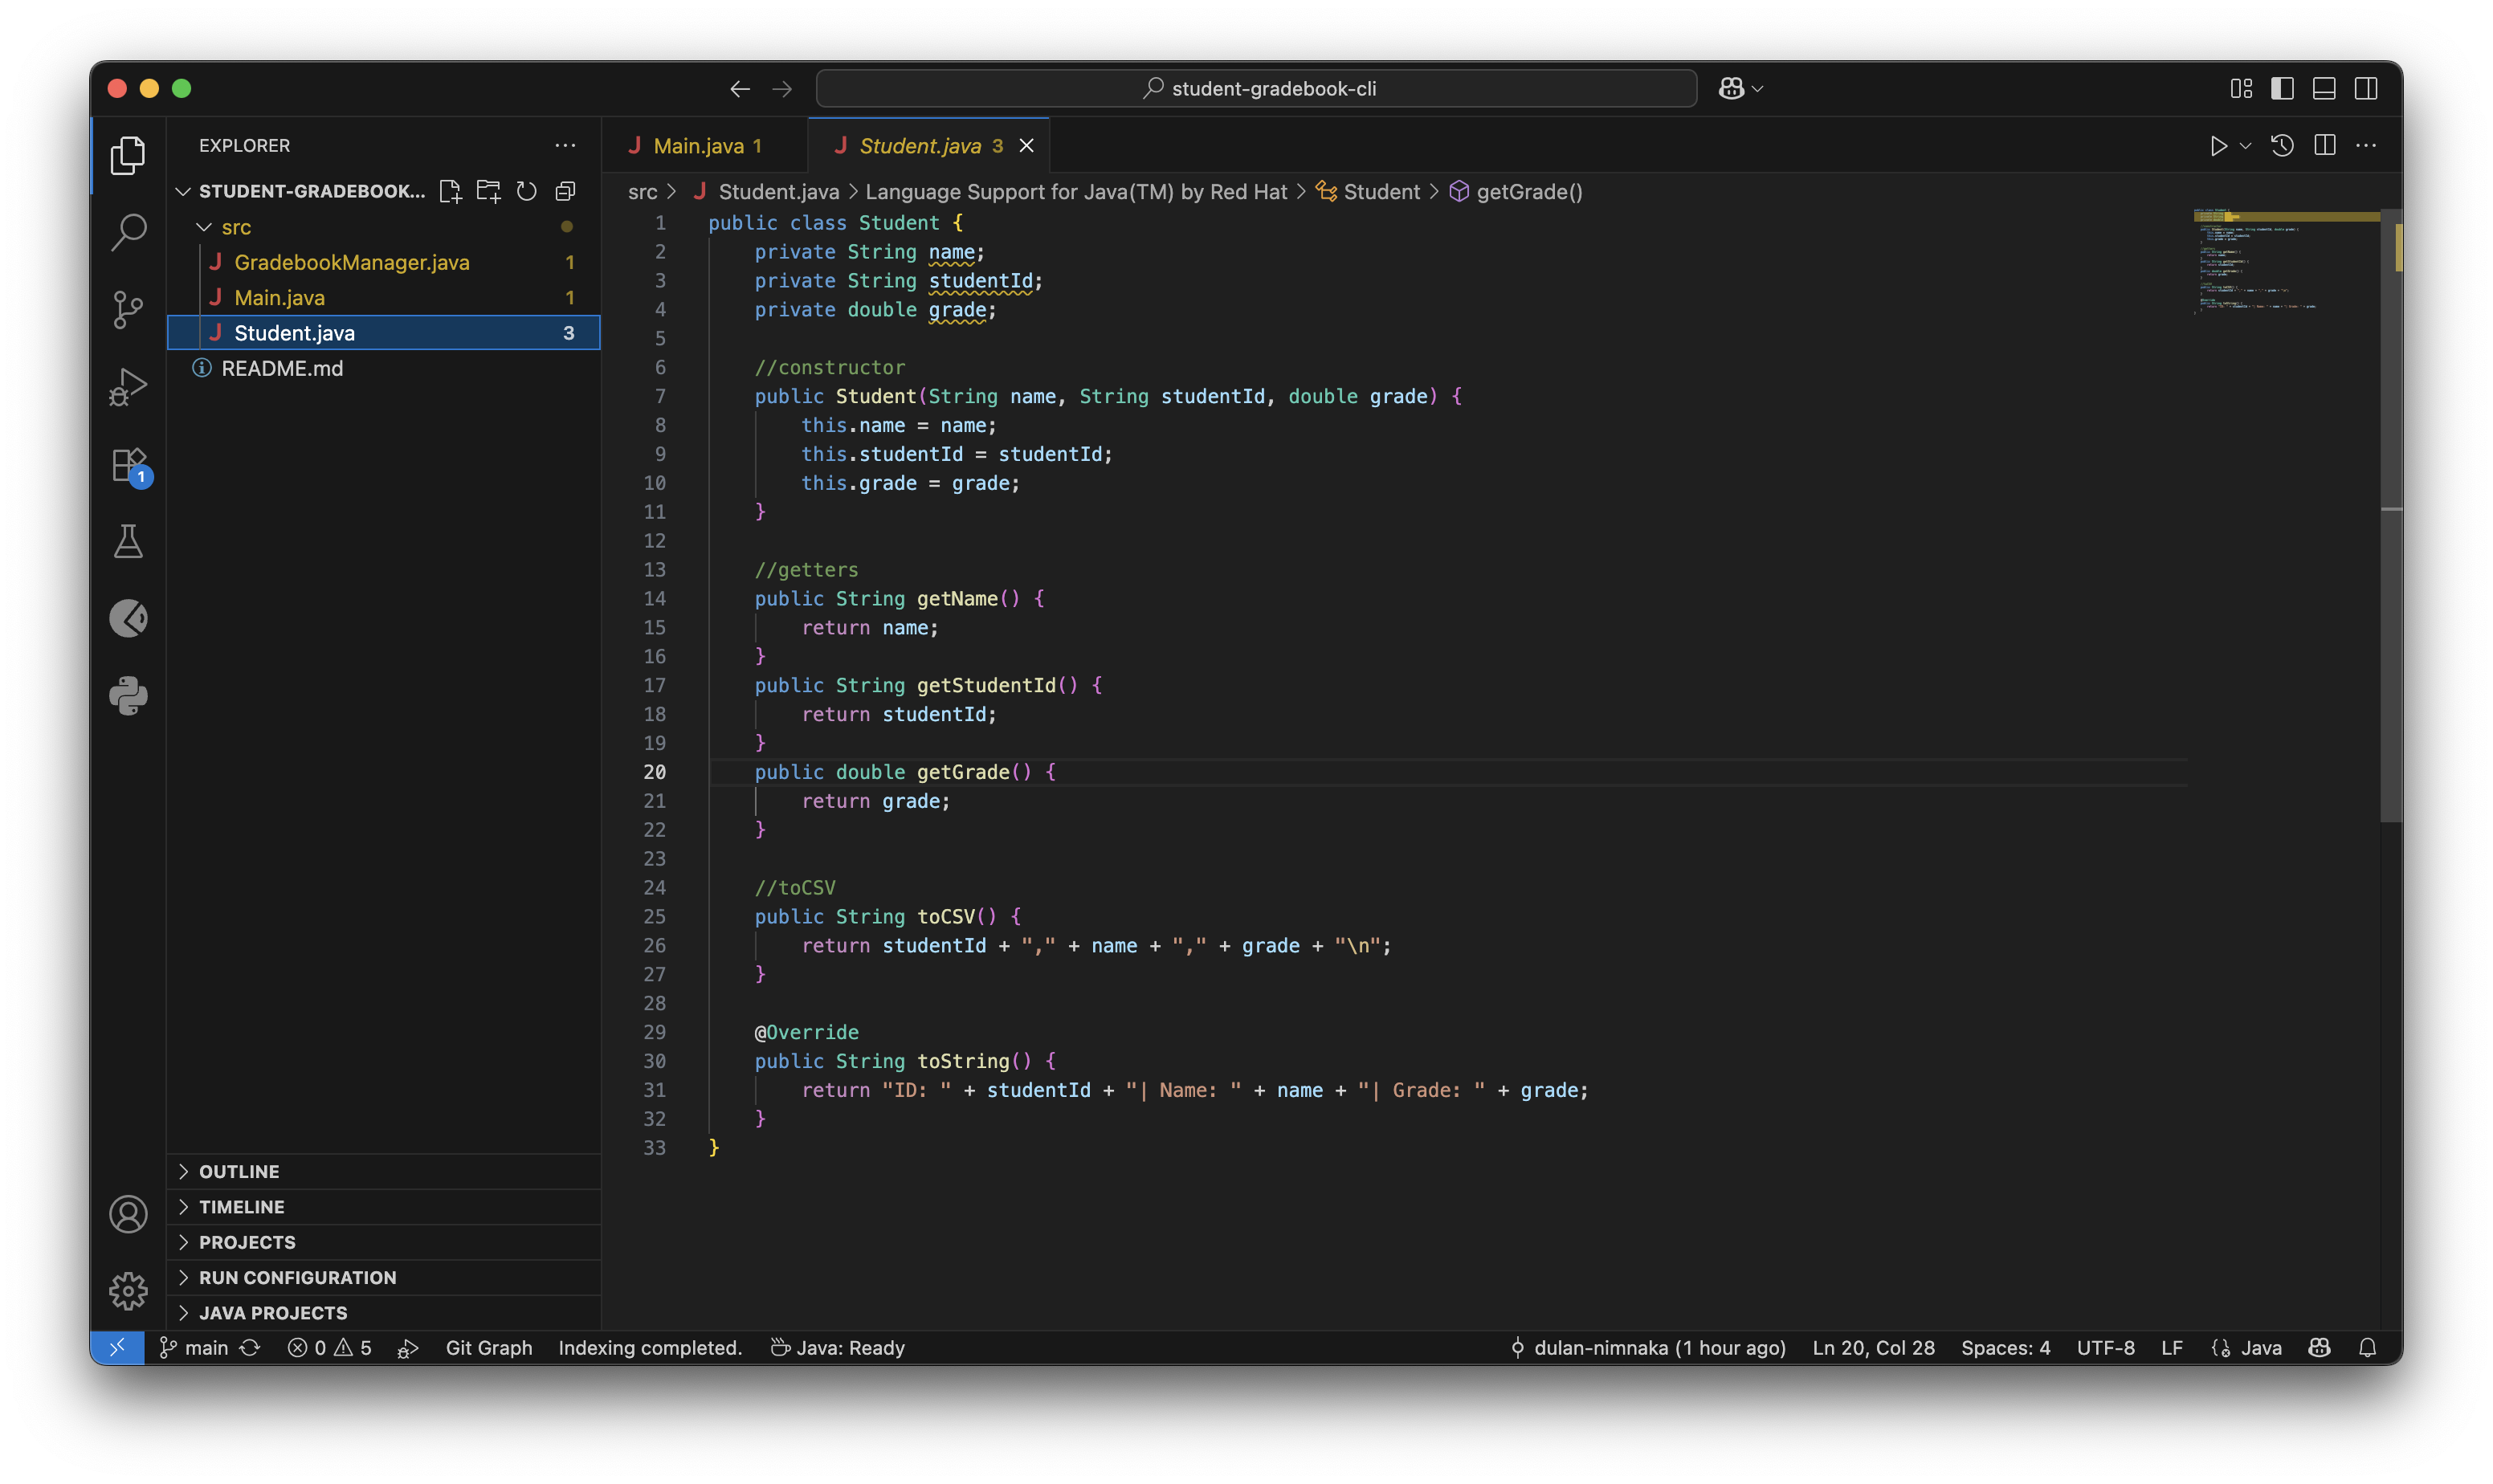 student-gradebook-cli
EXPLORER
STUDENT-GRADEBOOK...
src
J GradebookManager.java 1
J Main.java 1
J Student.java 3
README.md
OUTLINE
TIMELINE
PROJECTS
RUN CONFIGURATION
JAVA PROJECTS
1
J Main.java 1
J Student.java 3
src > J Student.java > Language Support for Java(TM) by Red Hat > Student > getGrade()
1 public class Student {
2     private String name;
3     private String studentId;
4     private double grade;
5
6     //constructor
7     public Student(String name, String studentId, double grade) {
8         this.name = name;
9         this.studentId = studentId;
10         this.grade = grade;
11     }
12
13     //getters
14     public String getName() {
15         return name;
16     }
17     public String getStudentId() {
18         return studentId;
19     }
20     public double getGrade() {
21         return grade;
22     }
23
24     //toCSV
25     public String toCSV() {
26         return studentId + "," + name + "," + grade + "\n";
27     }
28
29     @Override
30     public String toString() {
31         return "ID: " + studentId + "| Name: " + name + "| Grade: " + grade;
32     }
33 }
main 0 5 Git Graph Indexing completed. Java: Ready dulan-nimnaka (1 hour ago) Ln 20, Col 28 Spaces: 4 UTF-8 LF Java